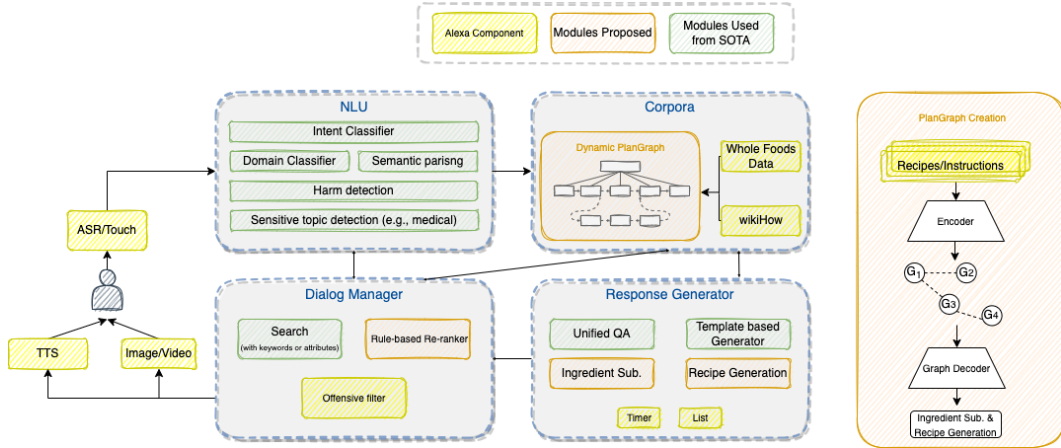 Alexa Component
Modules Proposed
Modules Used
from SOTA
NLU
Intent Classifier
Domain Classifier
Semantic parisng
Harm detection
Sensitive topic detection (e.g., medical)
Corpora
Dynamic PlanGraph
Whole Foods
Data
wikiHow
ASR/Touch
TTS
Image/Video
Dialog Manager
Search
(with keywords or attributes)
Rule-based Re-ranker
Offensive filter
Response Generator
Unified QA
Template based
Generator
Ingredient Sub.
Recipe Generation
Timer
List
PlanGraph Creation
Recipes/Instructions
Encoder
G1
G2
G3
G4
Graph Decoder
Ingredient Sub. &
Recipe Generation